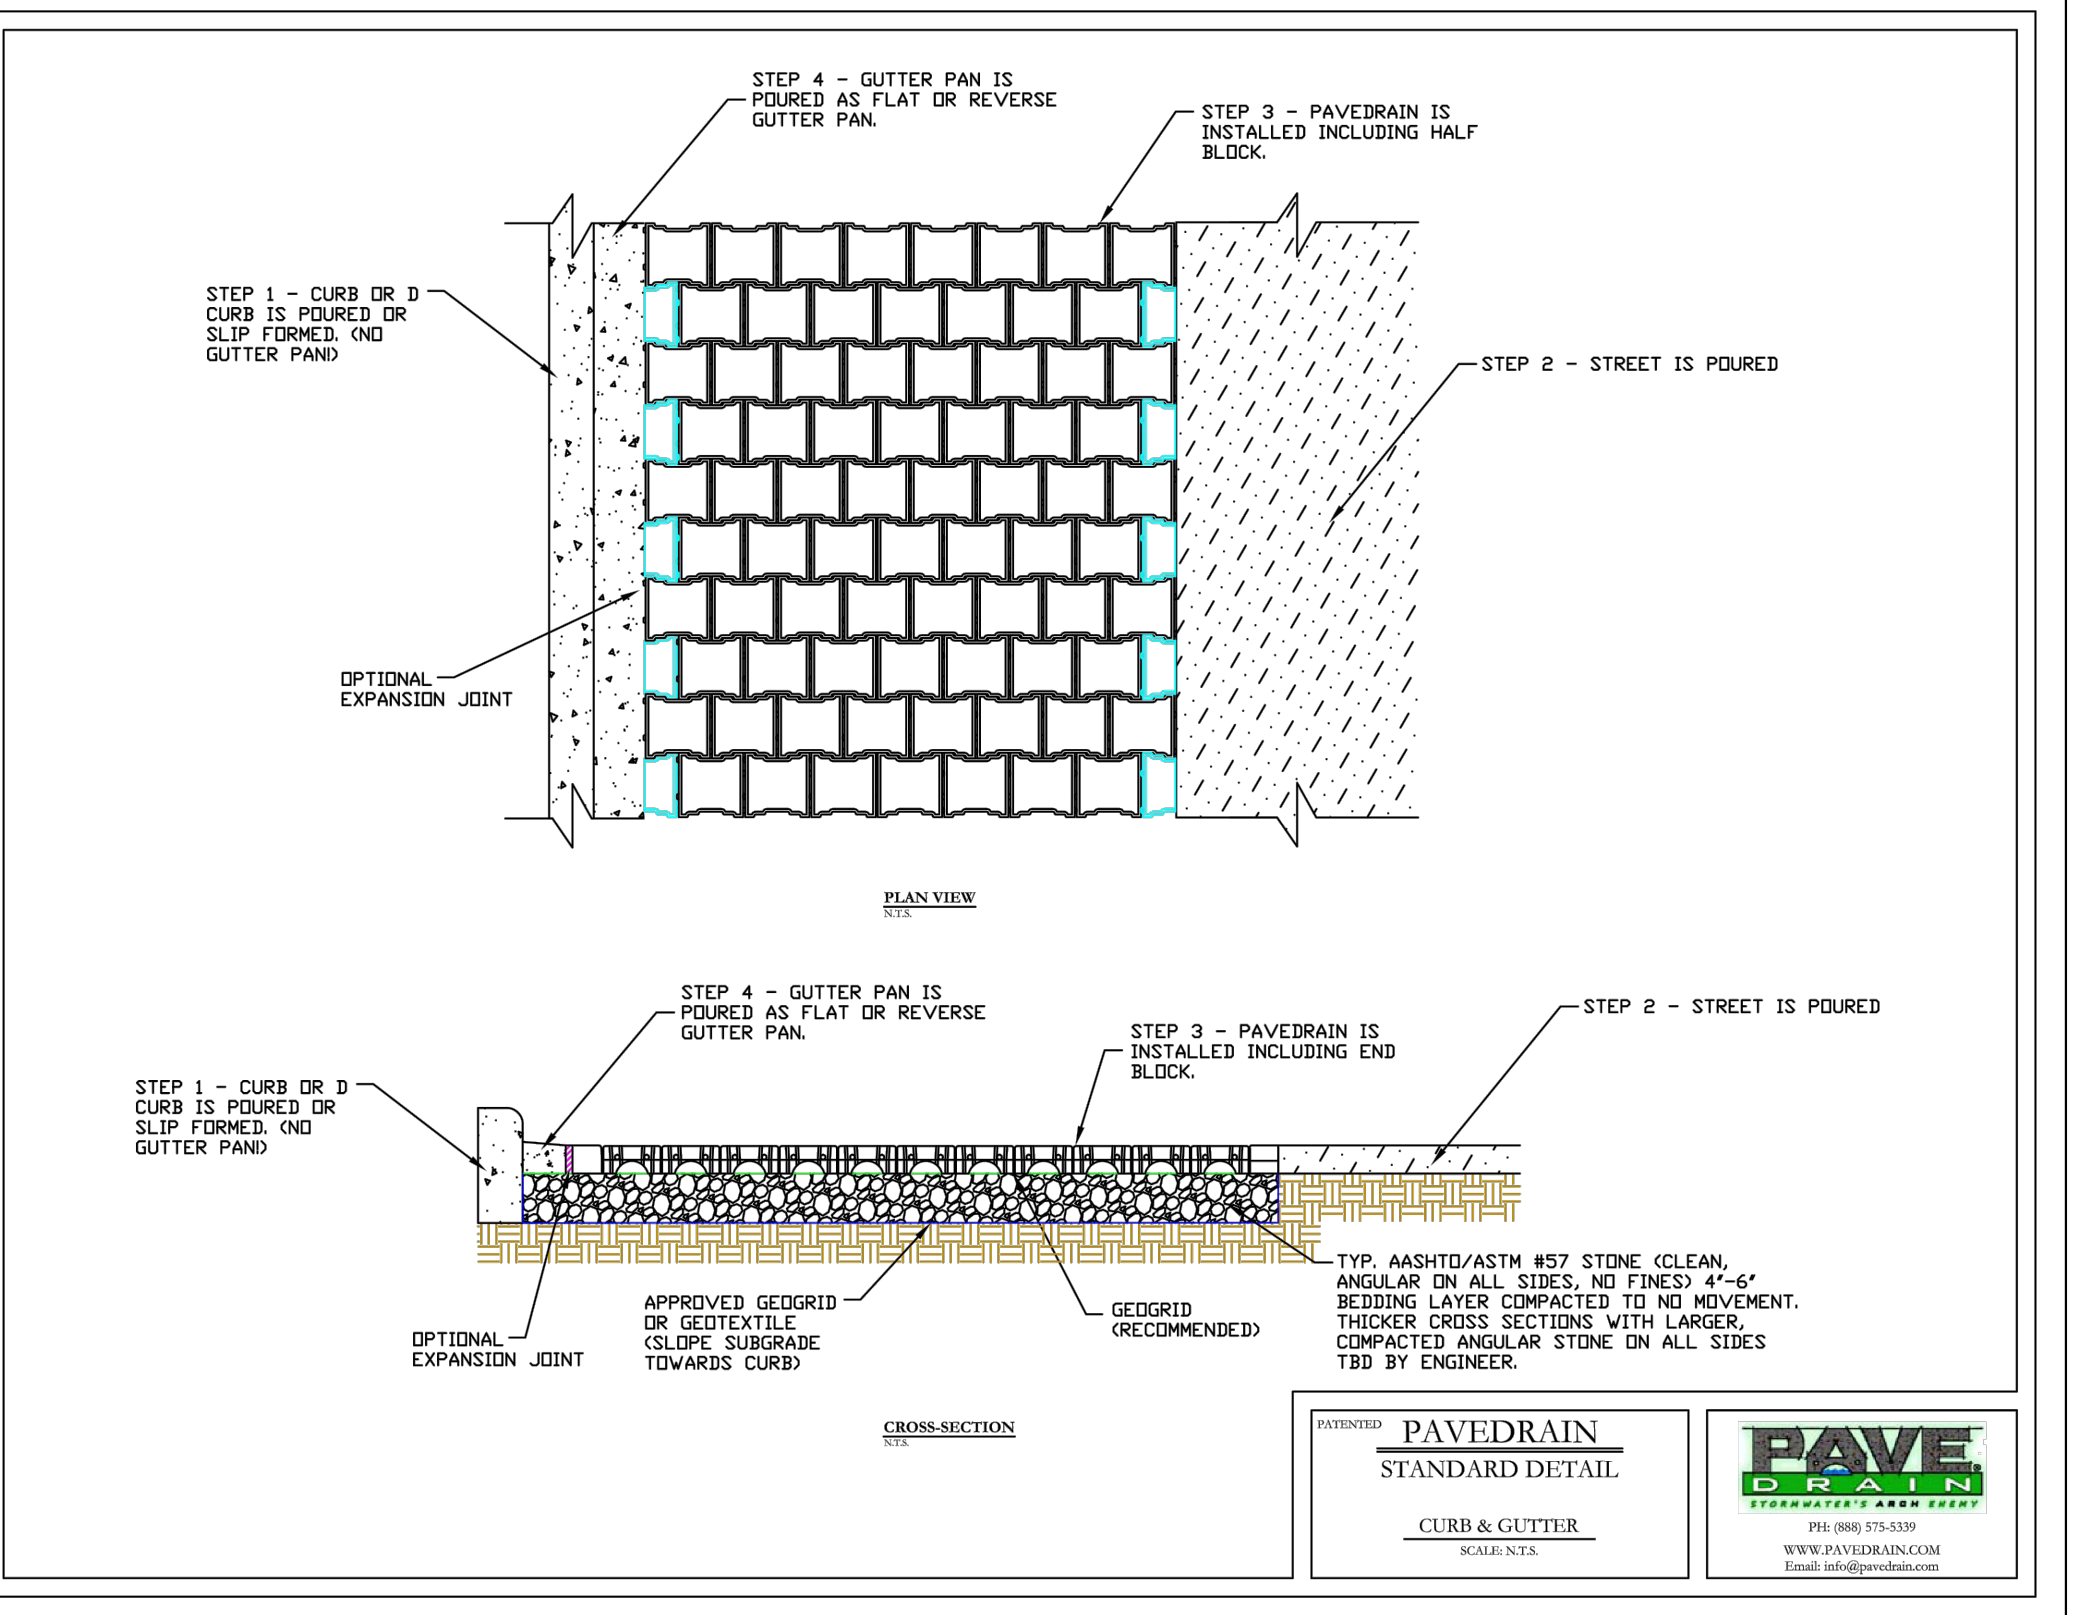 STEP 4 - GUTTER PAN IS
POURED AS FLAT OR REVERSE
GUTTER PAN.
STEP 3 - PAVEDRAIN IS
INSTALLED INCLUDING HALF
BLOCK.
STEP 1 - CURB OR D
CURB IS POURED OR
SLIP FORMED. (NO
GUTTER PAN!)
STEP 2 - STREET IS POURED
OPTIONAL
EXPANSION JOINT
PLAN VIEW
N.T.S.
STEP 4 - GUTTER PAN IS
POURED AS FLAT OR REVERSE
GUTTER PAN.
STEP 2 - STREET IS POURED
STEP 3 - PAVEDRAIN IS
INSTALLED INCLUDING END
BLOCK.
STEP 1 - CURB OR D
CURB IS POURED OR
SLIP FORMED. (NO
GUTTER PAN!)
TYP. AASHTO/ASTM #57 STONE (CLEAN,
ANGULAR ON ALL SIDES, NO FINES) 4"-6"
BEDDING LAYER COMPACTED TO NO MOVEMENT.
THICKER CROSS SECTIONS WITH LARGER,
COMPACTED ANGULAR STONE ON ALL SIDES
TBD BY ENGINEER.
APPROVED GEOGRID
OR GEOTEXTILE
(SLOPE SUBGRADE
TOWARDS CURB)
GEOGRID
(RECOMMENDED)
OPTIONAL
EXPANSION JOINT
CROSS-SECTION
N.T.S.
PATENTED
PAVEDRAIN
STANDARD DETAIL
CURB & GUTTER
SCALE: N.T.S.
PAVE
DRAIN
STORMWATER'S ARCH ENEMY
PH: (888) 575-5339
WWW.PAVEDRAIN.COM
Email: info@pavedrain.com